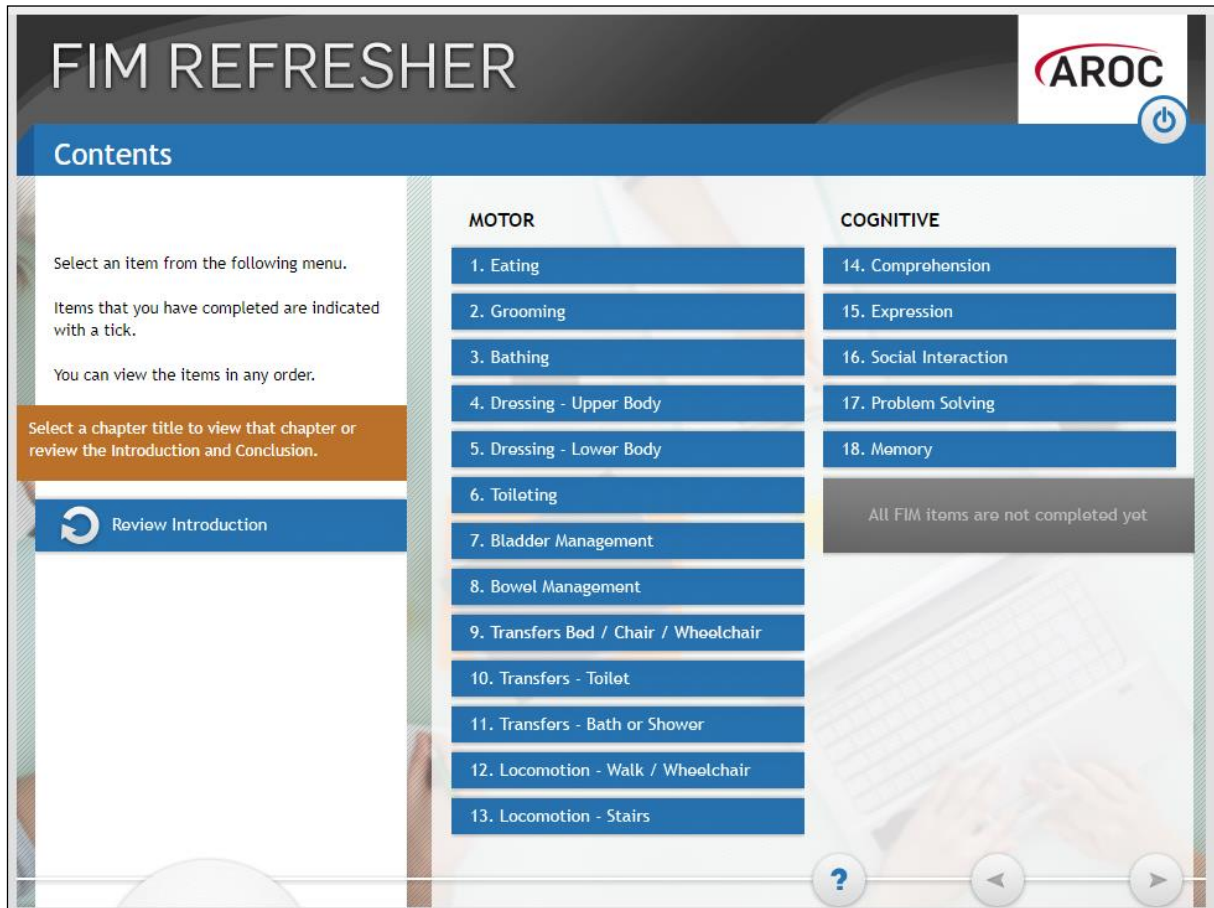 FIM REFRESHER
AROC
Contents
Select an item from the following menu.
Items that you have completed are indicated
with a tick.
You can view the items in any order.
Select a chapter title to view that chapter or
review the Introduction and Conclusion.
Review Introduction
MOTOR
1. Eating
2. Grooming
3. Bathing
4. Dressing - Upper Body
5. Dressing - Lower Body
6. Toileting
7. Bladder Management
8. Bowel Management
9. Transfers Bed / Chair / Wheelchair
10. Transfers - Toilet
11. Transfers - Bath or Shower
12. Locomotion - Walk / Wheelchair
13. Locomotion - Stairs
COGNITIVE
14. Comprehension
15. Expression
16. Social Interaction
17. Problem Solving
18. Memory
All FIM items are not completed yet
?